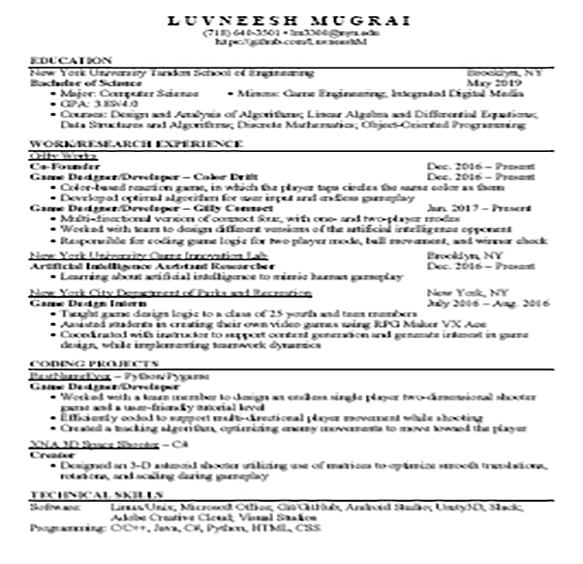 LUVNEESH MUGRAI
(718) 640-3501 • lm3300@nyu.edu
https://github.com/LuvneeshM
EDUCATION
New York University Tandon School of Engineering Brooklyn, NY
Bachelor of Science May 2019
• Major: Computer Science • Minors: Game Engineering, Integrated Digital Media
• GPA: 3.89/4.0
• Courses: Design and Analysis of Algorithms; Linear Algebra and Differential Equations;
Data Structures and Algorithms; Discrete Mathematics; Object-Oriented Programming
WORK/RESEARCH EXPERIENCE
Gilly Works
Co-Founder Dec. 2016 – Present
Game Designer/Developer – Color Drift Dec. 2016 – Present
• Color-based reaction game, in which the player taps circles the same color as them
• Developed optimal algorithm for user input and endless gameplay
Game Designer/Developer – Gilly Connect Jan. 2017 – Present
• Multi-directional version of connect four, with one- and two-player modes
• Worked with team to design different versions of the artificial intelligence opponent
• Responsible for coding game logic for two player mode, ball movement, and winner check
New York University Game Innovation Lab Brooklyn, NY
Artificial Intelligence Assistant Researcher Dec. 2016 – Present
• Learning about artificial intelligence to mimic human gameplay
New York City Department of Parks and Recreation New York, NY
Game Design Intern July 2016 – Aug. 2016
• Taught game design logic to a class of 25 youth and teen members
• Assisted students in creating their own video games using RPG Maker VX Ace
• Coordinated with instructor to support content generation and generate interest in game
design, while implementing teamwork dynamics
CODING PROJECTS
BestNameEver – Python/Pygame
Game Designer/Developer
• Worked with a team member to design an endless single player two-dimensional shooter
game and a user-friendly tutorial level
• Efficiently coded to support multi-directional player movement while shooting
• Created a tracking algorithm, optimizing enemy movements to move toward the player
XNA 3D Space Shooter – C#
Creator
• Designed an 3-D asteroid shooter utilizing use of matrices to optimize smooth translations,
rotations, and scaling during gameplay
TECHNICAL SKILLS
Software: Linux/Unix, Microsoft Office, Git/GitHub, Android Studio, Unity3D, Slack,
Adobe Creative Cloud, Visual Studios
Programming: C/C++, Java, C#, Python, HTML, CSS